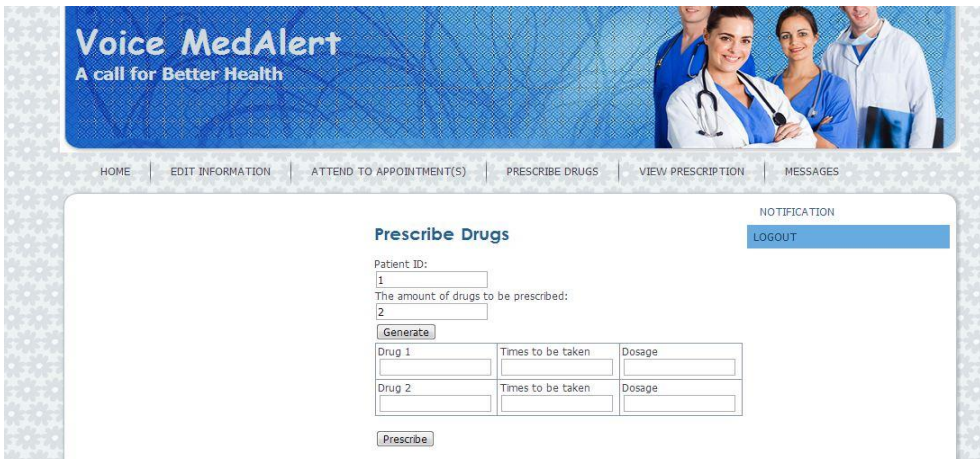 Voice MedAlert
A call for Better Health
HOME EDIT INFORMATION ATTEND TO APPOINTMENT(S) PRESCRIBE DRUGS VIEW PRESCRIPTION MESSAGES
NOTIFICATION
LOGOUT
Prescribe Drugs
Patient ID:
1
The amount of drugs to be prescribed:
2
Generate
Drug 1 Times to be taken Dosage
Drug 2 Times to be taken Dosage
Prescribe